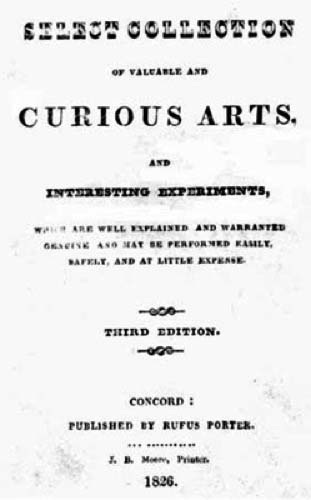 SELECT COLLECTION
OF VALUABLE AND
CURIOUS ARTS,
AND
INTERESTING EXPERIMENTS,
WHICH ARE WELL EXPLAINED AND WARRANTED
GENUINE AND MAY BE PERFORMED EASILY,
SAFELY, AND AT LITTLE EXPENSE.
THIRD EDITION.
CONCORD:
PUBLISHED BY RUFUS PORTER.
J. B. Moore, Printer.
1826.